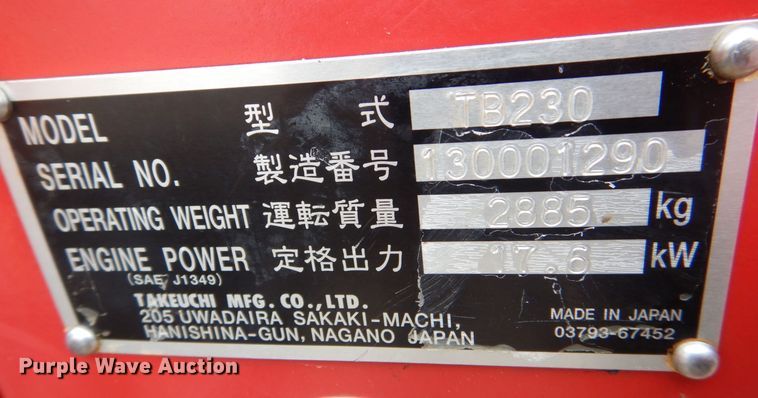 MODEL 型式 TB230
SERIAL NO. 製造番号 130001290
OPERATING WEIGHT 運転質量 2885 kg
ENGINE POWER 定格出力 17.6 kW
(SAE J1349)
TAKEUCHI MFG. CO., LTD.
205 UWADAIRA SAKAKI-MACHI,
HANISHINA-GUN, NAGANO JAPAN
MADE IN JAPAN
03793-67452
Purple Wave Auction